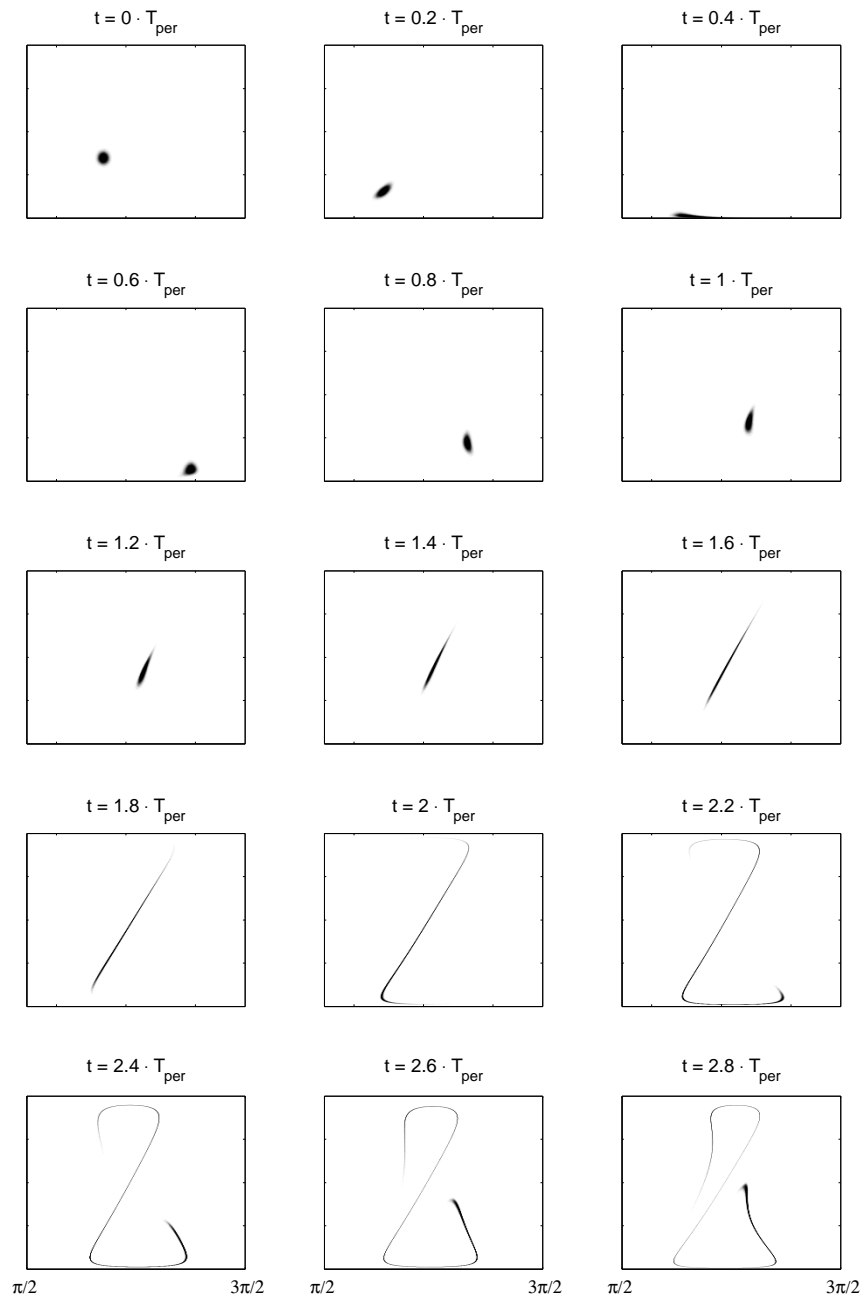 t = 0 · T_per
t = 0.2 · T_per
t = 0.4 · T_per
t = 0.6 · T_per
t = 0.8 · T_per
t = 1 · T_per
t = 1.2 · T_per
t = 1.4 · T_per
t = 1.6 · T_per
t = 1.8 · T_per
t = 2 · T_per
t = 2.2 · T_per
t = 2.4 · T_per
t = 2.6 · T_per
t = 2.8 · T_per
π/2 3π/2 π/2 3π/2 π/2 3π/2